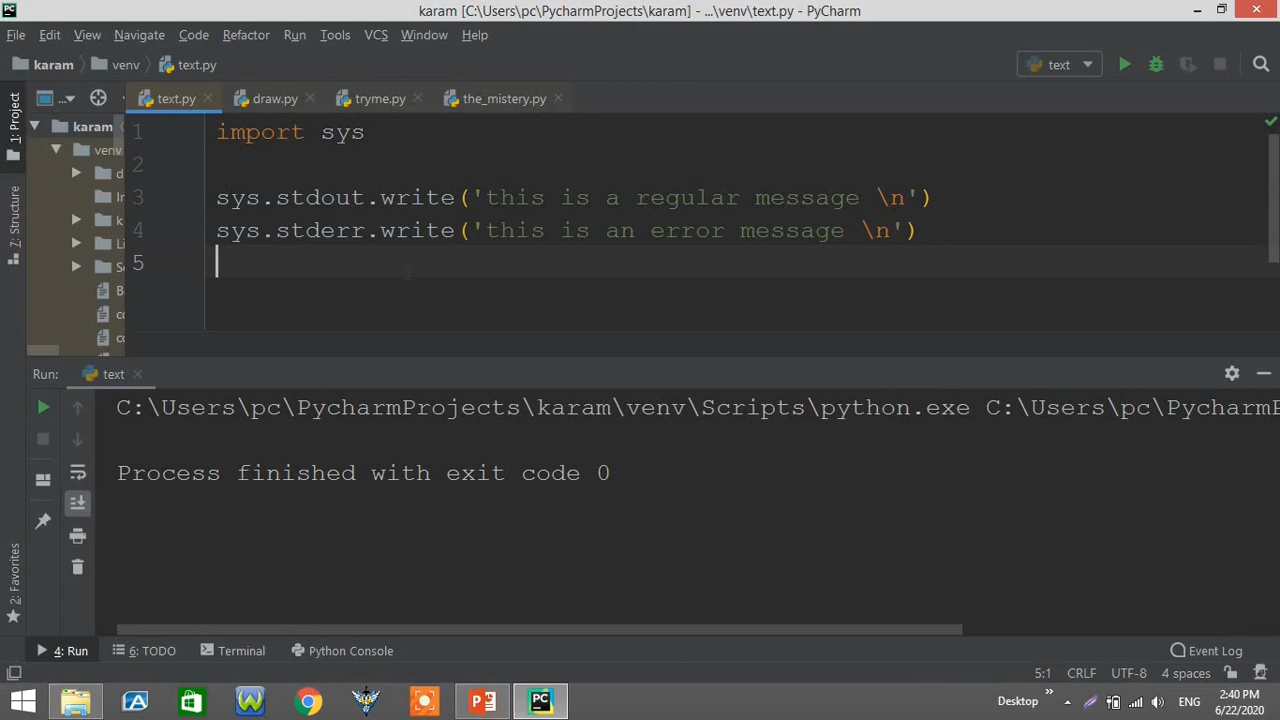 karam [C:\Users\pc\PycharmProjects\karam] - ...\venv\text.py - PyCharm
File Edit View Navigate Code Refactor Run Tools VCS Window Help
karam venv text.py text
1: Project
... text.py draw.py tryme.py the_mistery.py
karam
venv
1 import sys
2
3 sys.stdout.write('this is a regular message \n')
4 sys.stderr.write('this is an error message \n')
5
Z: Structure
Run: text
C:\Users\pc\PycharmProjects\karam\venv\Scripts\python.exe C:\Users\pc\Pycharm
Process finished with exit code 0
2: Favorites
4: Run 6: TODO Terminal Python Console Event Log
5:1 CRLF UTF-8 4 spaces
Desktop ENG 2:40 PM
6/22/2020